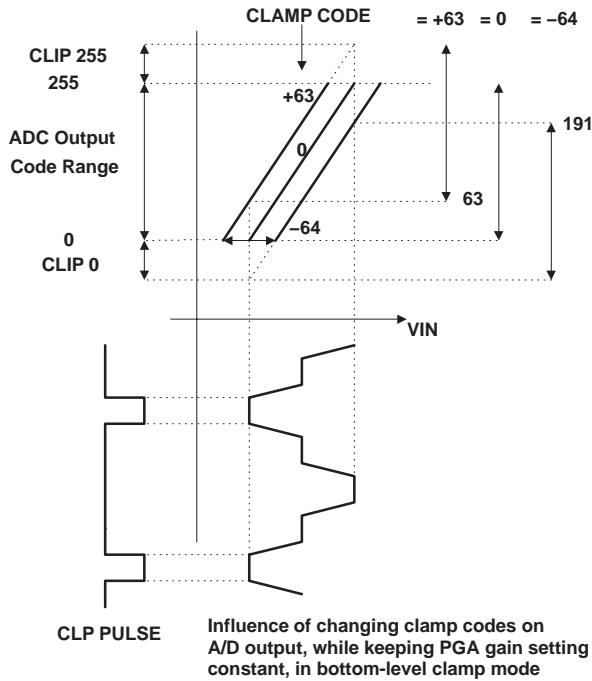 CLAMP CODE = +63 = 0 = −64
CLIP 255
255
+63
191
ADC Output
Code Range
0
63
−64
0
CLIP 0
VIN
CLP PULSE
Influence of changing clamp codes on
A/D output, while keeping PGA gain setting
constant, in bottom-level clamp mode